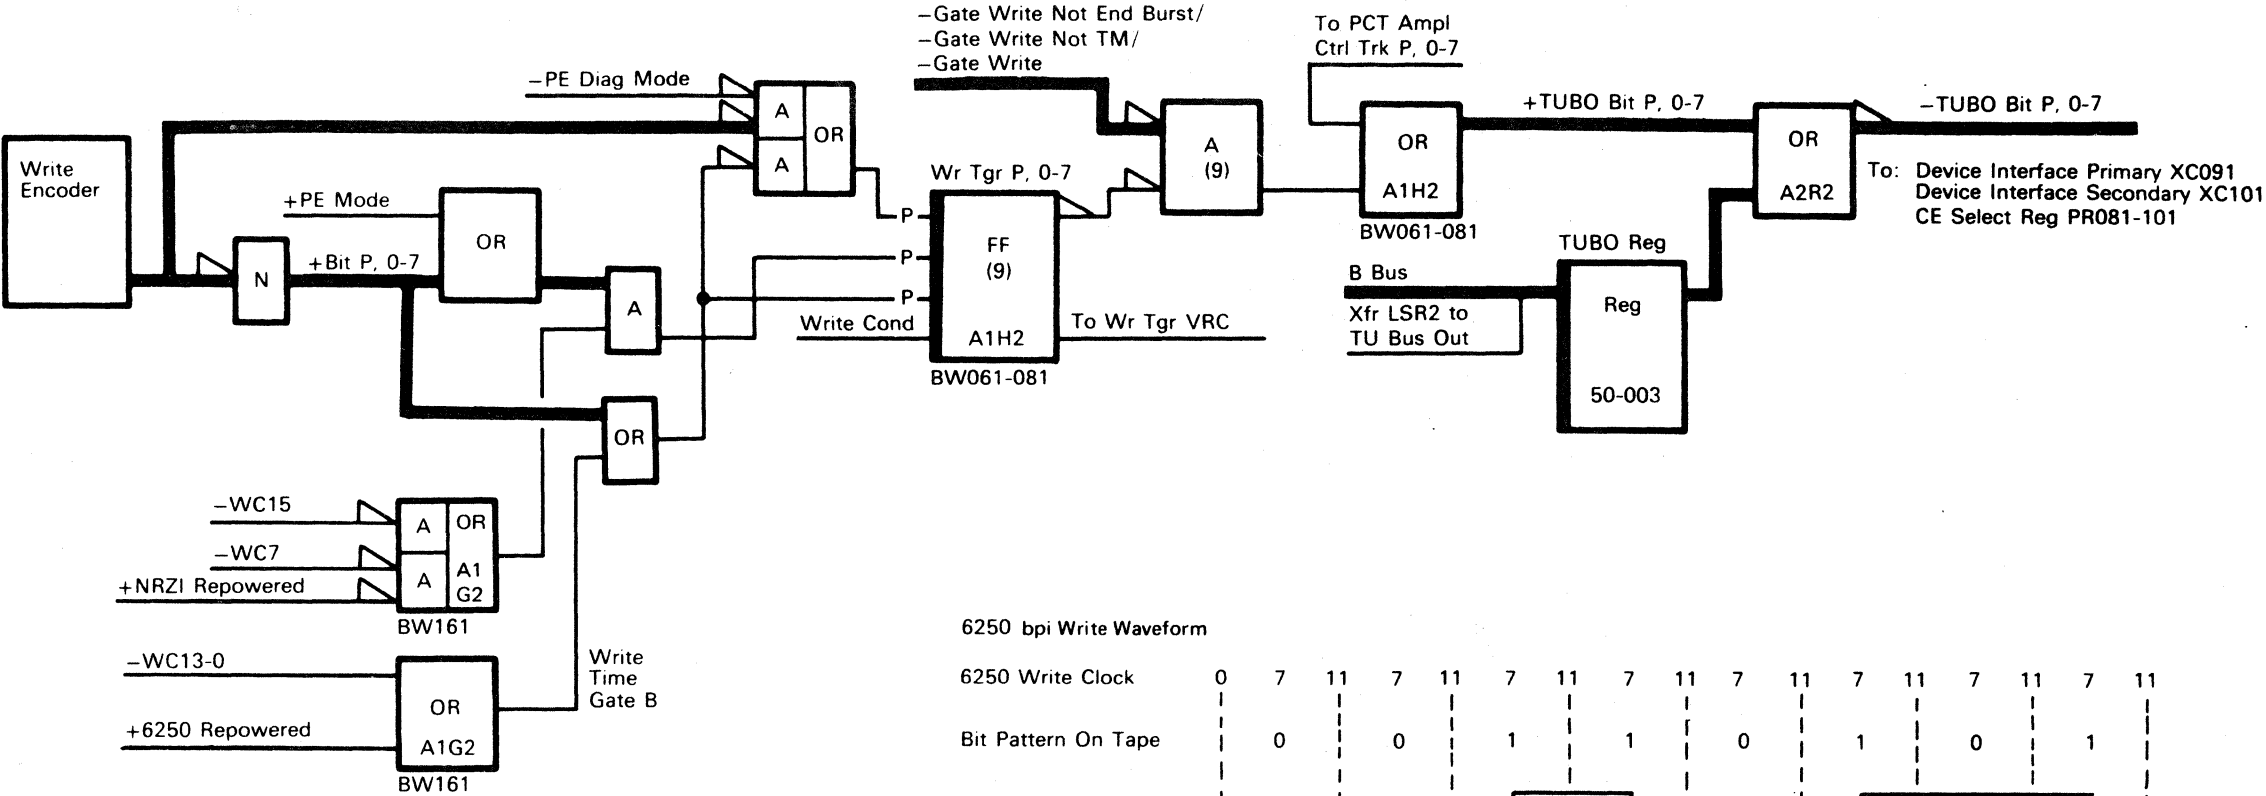 −Gate Write Not End Burst/
−Gate Write Not TM/
−Gate Write
To PCT Ampl
Ctrl Trk P, 0-7
−PE Diag Mode
A
OR
A
+TUBO Bit P, 0-7
−TUBO Bit P, 0-7
Write
Encoder
A
(9)
OR
A1H2
BW061-081
OR
A2R2
To: Device Interface Primary XC091
Device Interface Secondary XC101
CE Select Reg PR081-101
+PE Mode
OR
Wr Tgr P, 0-7
P
P
P
FF
(9)
A1H2
BW061-081
N
+Bit P, 0-7
A
Write Cond
To Wr Tgr VRC
TUBO Reg
B Bus
Xfr LSR2 to
TU Bus Out
Reg
50-003
OR
−WC15
−WC7
+NRZI Repowered
A
OR
A
A1
G2
BW161
−WC13-0
+6250 Repowered
OR
A1G2
BW161
Write
Time
Gate B
6250 bpi Write Waveform
6250 Write Clock 0 7 11 7 11 7 11 7 11 7 11 7 11 7 11 7 11
Bit Pattern On Tape 0 0 1 1 0 1 0 1